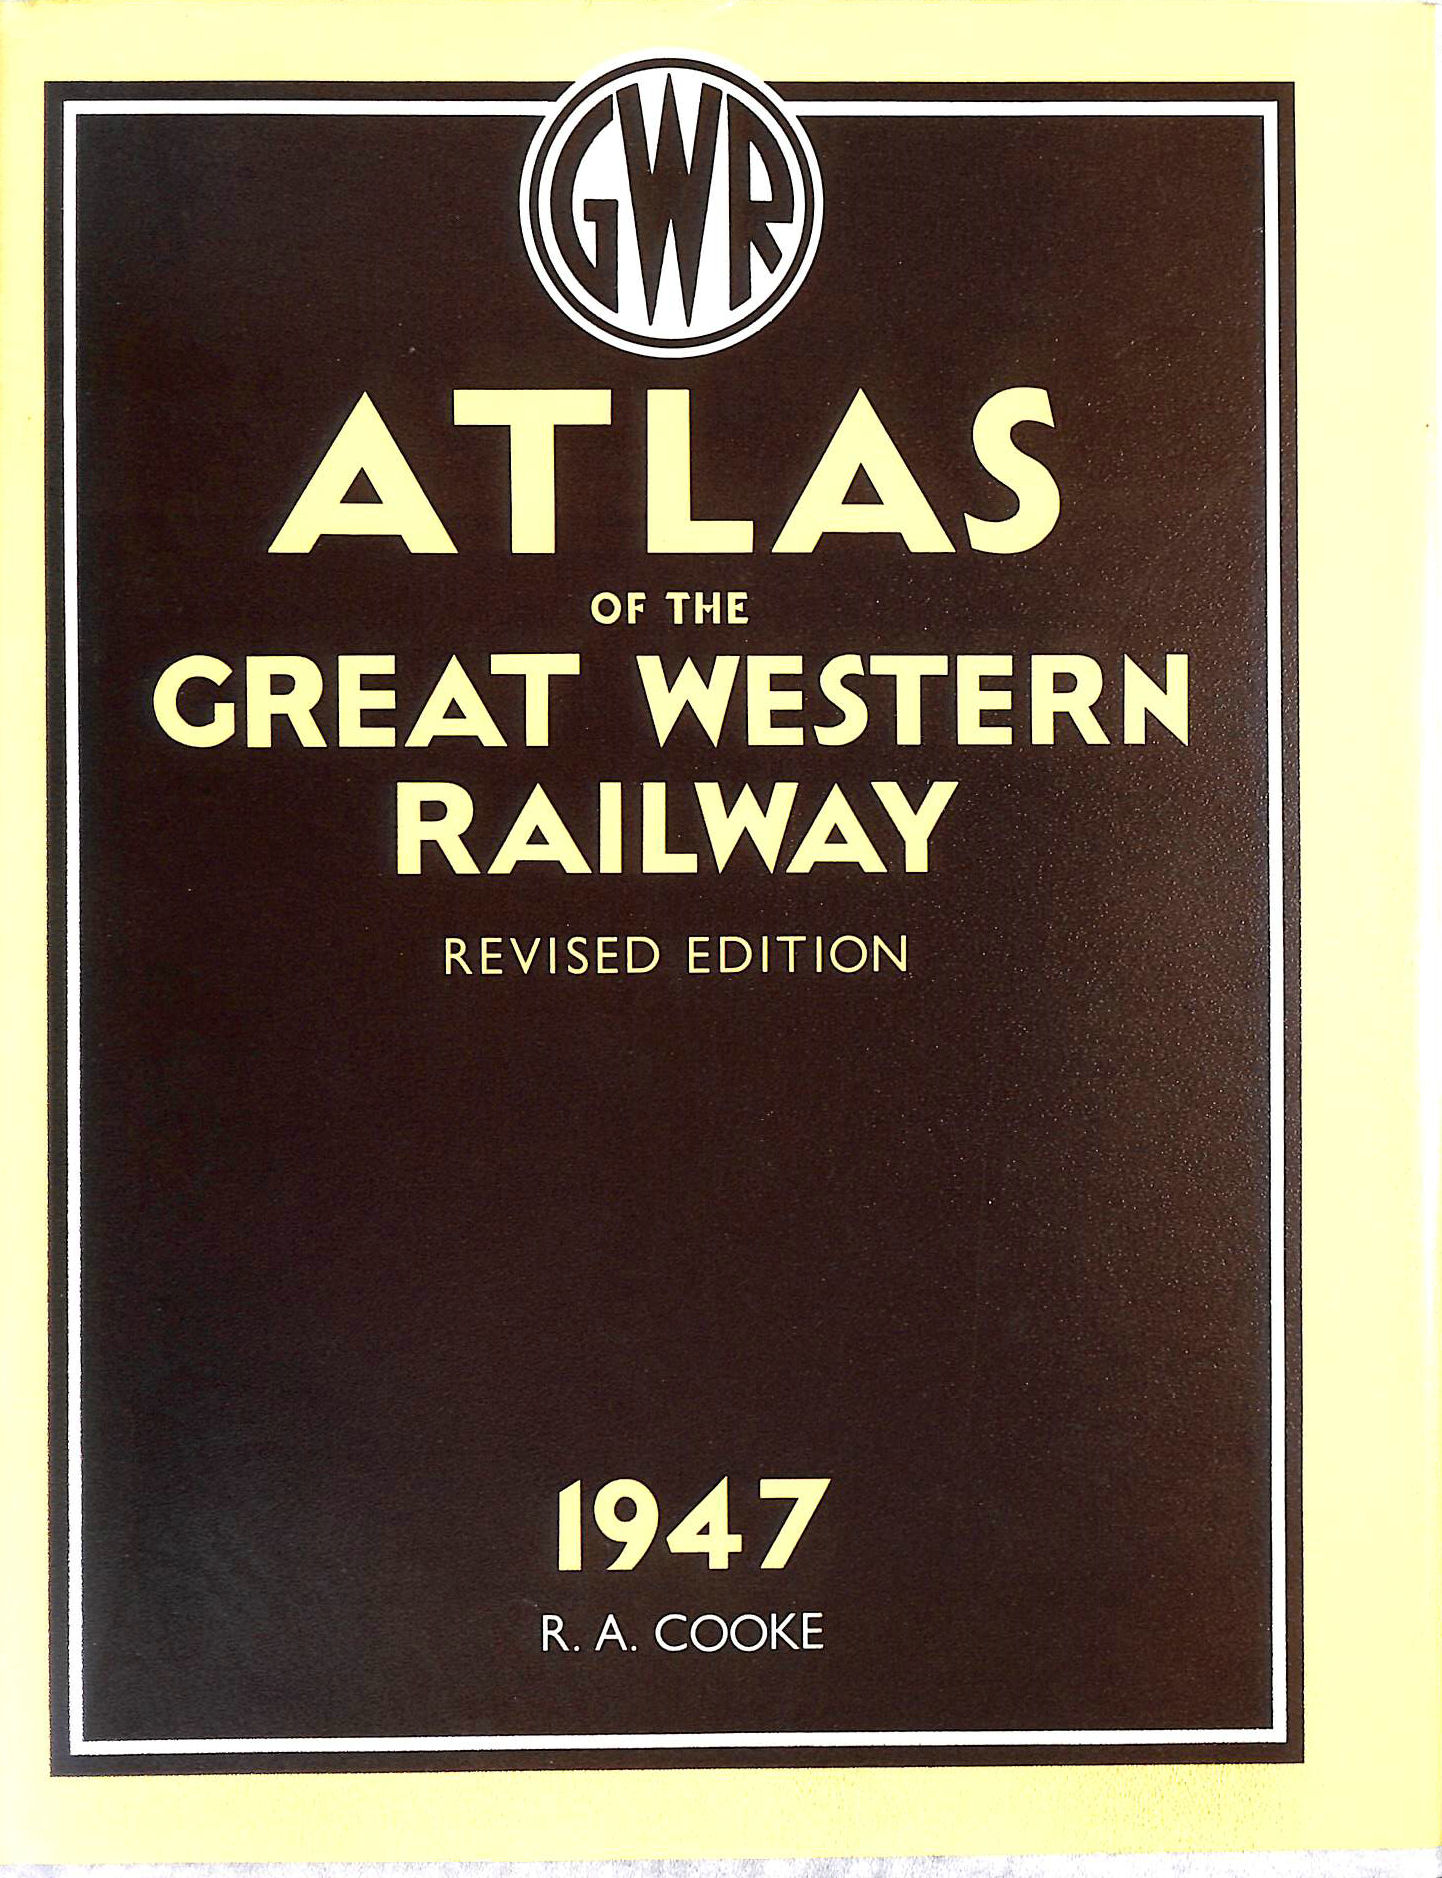 GWR
ATLAS
OF THE
GREAT WESTERN
RAILWAY
REVISED EDITION
1947
R. A. COOKE